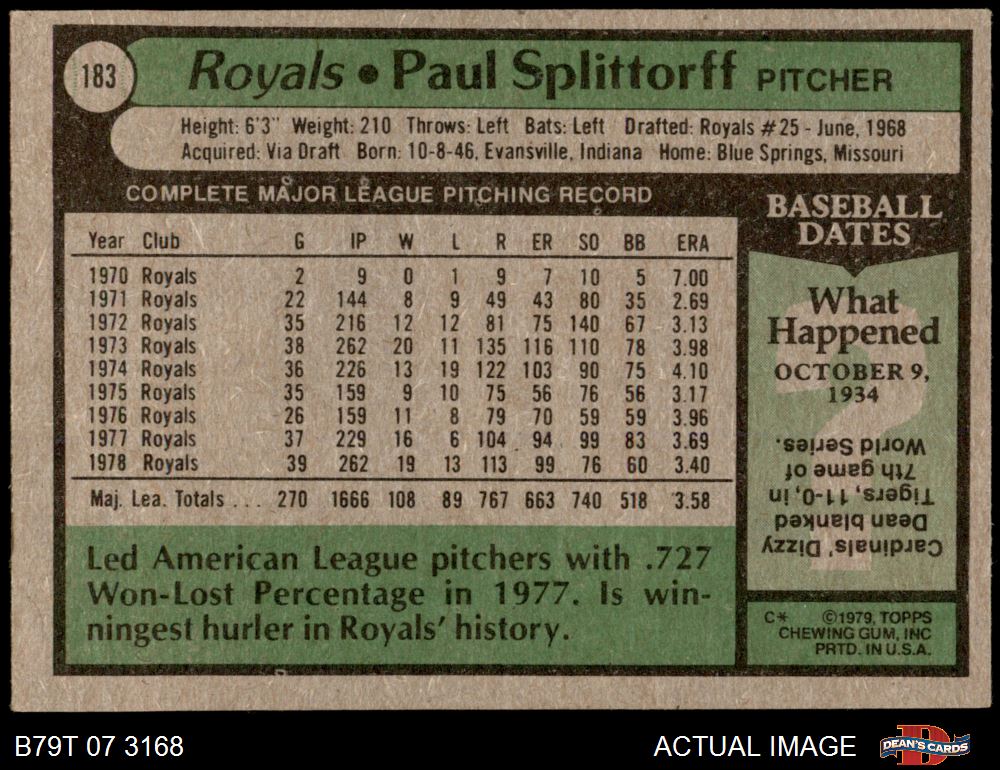 183
Royals • Paul Splittorff PITCHER
Height: 6'3" Weight: 210 Throws: Left Bats: Left Drafted: Royals #25 - June, 1968
Acquired: Via Draft Born: 10-8-46, Evansville, Indiana Home: Blue Springs, Missouri
COMPLETE MAJOR LEAGUE PITCHING RECORD
Year Club G IP W L R ER SO BB ERA
1970 Royals 2 9 0 1 9 7 10 5 7.00
1971 Royals 22 144 8 9 49 43 80 35 2.69
1972 Royals 35 216 12 12 81 75 140 67 3.13
1973 Royals 38 262 20 11 135 116 110 78 3.98
1974 Royals 36 226 13 19 122 103 90 75 4.10
1975 Royals 35 159 9 10 75 56 76 56 3.17
1976 Royals 26 159 11 8 79 70 59 59 3.96
1977 Royals 37 229 16 6 104 94 99 83 3.69
1978 Royals 39 262 19 13 113 99 76 60 3.40
Maj. Lea. Totals ... 270 1666 108 89 767 663 740 518 3.58
Led American League pitchers with .727
Won-Lost Percentage in 1977. Is win-
ningest hurler in Royals' history.
BASEBALL
DATES
What
Happened
OCTOBER 9,
1934
Cardinals' Dizzy
Dean blanked
Tigers, 11-0, in
7th game of
World Series.
C* ©1979, TOPPS
CHEWING GUM, INC
PRTD. IN U.S.A.
B79T 07 3168
ACTUAL IMAGE
DEAN'S CARDS